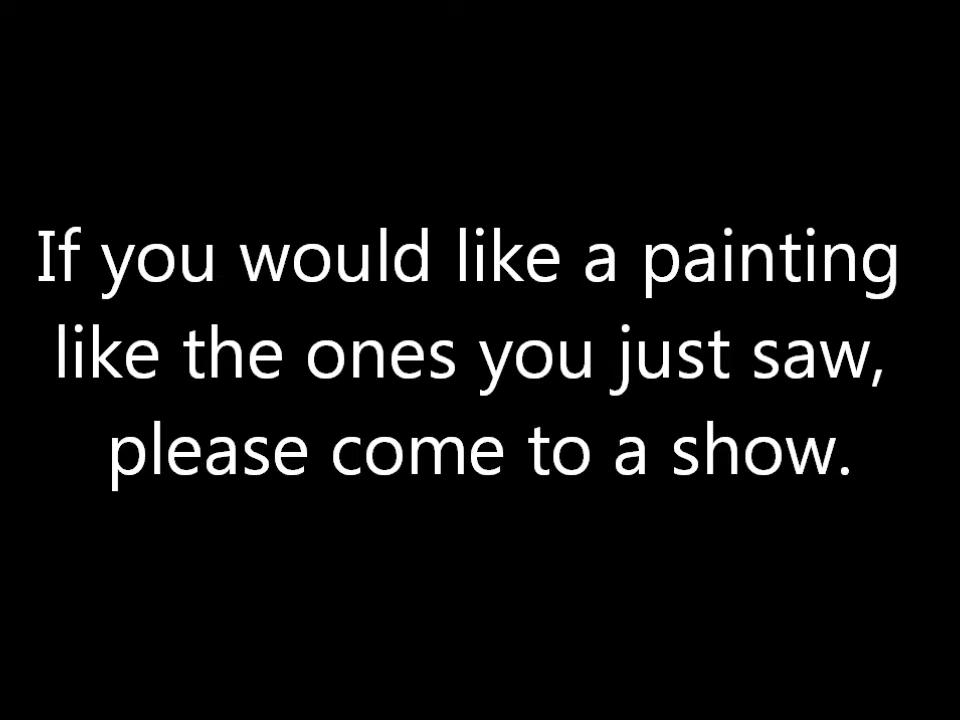 If you would like a painting
like the ones you just saw,
please come to a show.